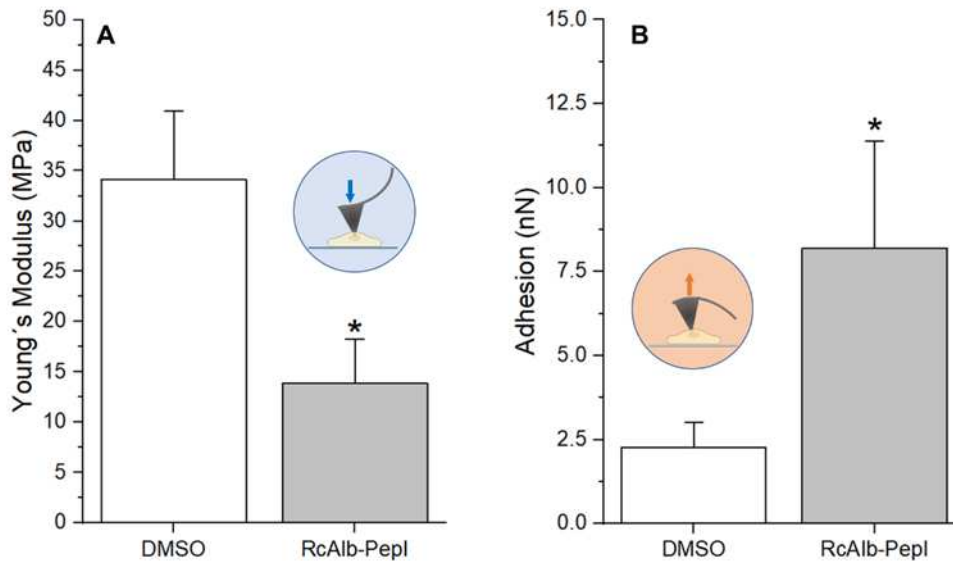 A
Young´s Modulus (MPa)
50
45
40
35
30
25
20
15
10
5
0
*
DMSO
RcAlb-PepI
B
Adhesion (nN)
15.0
12.5
10.0
7.5
5.0
2.5
0.0
*
DMSO
RcAlb-PepI